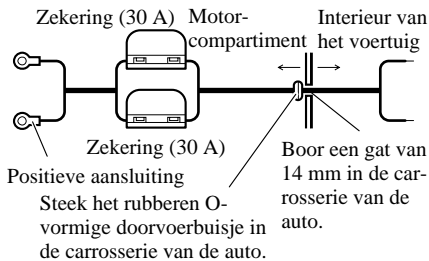 Zekering (30 A)
Motor-
compartiment
Interieur van
het voertuig
Zekering (30 A)
Positieve aansluiting
Steek het rubberen O-
vormige doorvoerbuisje in
de carrosserie van de auto.
Boor een gat van
14 mm in de car-
rosserie van de
auto.